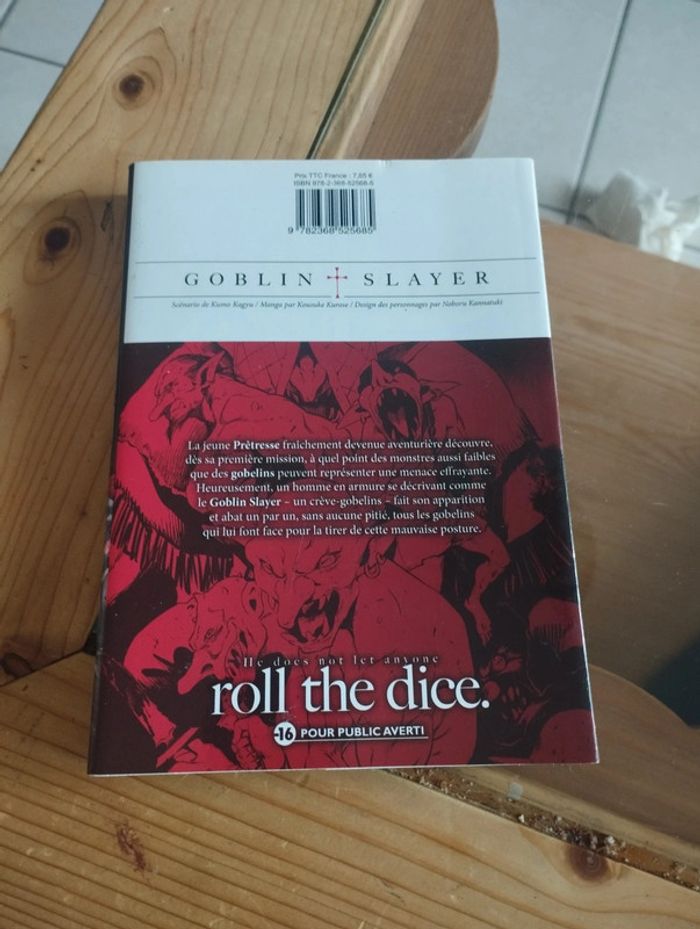 Prix TTC France : 7,65 €
ISBN 978-2-368-52568-5
9 782368 525685
GOBLIN SLAYER
Scénario de Kumo Kagyu / Manga par Kousuke Kurose / Design des personnages par Noboru Kannatuki
La jeune Prêtresse fraîchement devenue aventurière découvre,
dès sa première mission, à quel point des monstres aussi faibles
que des gobelins peuvent représenter une menace effrayante.
Heureusement, un homme en armure se décrivant comme
le Goblin Slayer – un crève-gobelins – fait son apparition
et abat un par un, sans aucune pitié, tous les gobelins
qui lui font face pour la tirer de cette mauvaise posture.
He does not let anyone
roll the dice.
-16 POUR PUBLIC AVERTI